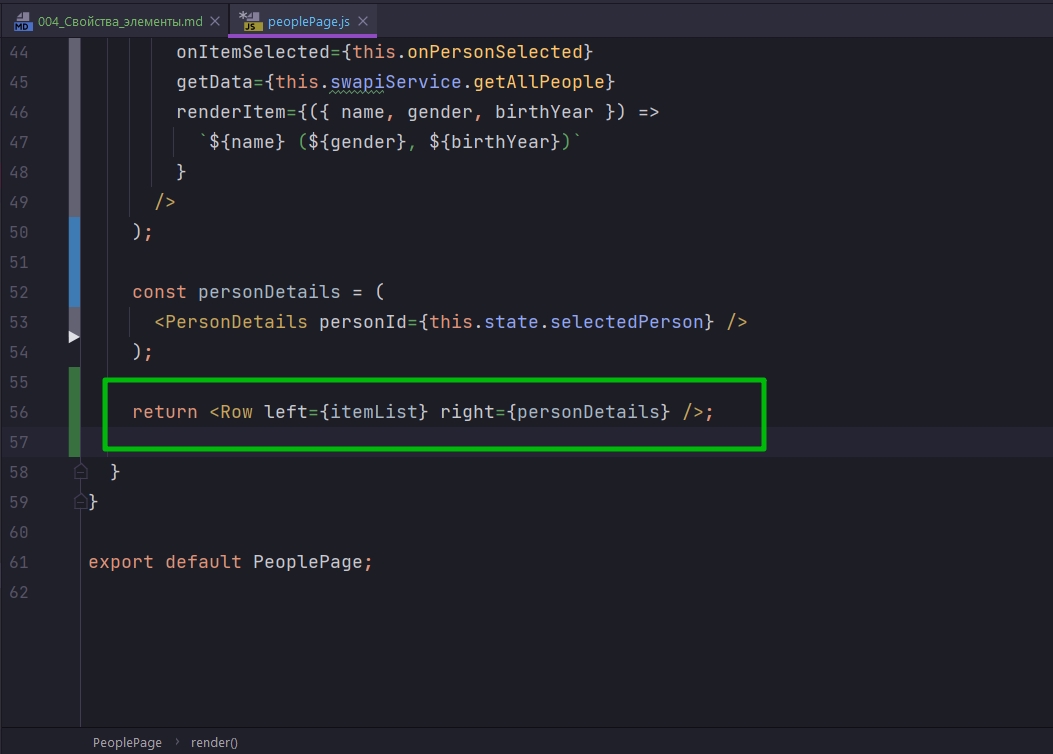 MD 004_Свойства_элементы.md JS peoplePage.js
44 onItemSelected={this.onPersonSelected}
45 getData={this.swapiService.getAllPeople}
46 renderItem={({ name, gender, birthYear }) =>
47 `${name} (${gender}, ${birthYear})`
48 }
49 />
50 );
51
52 const personDetails = (
53 <PersonDetails personId={this.state.selectedPerson} />
54 );
55
56 return <Row left={itemList} right={personDetails} />;
57
58 }
59 }
60
61 export default PeoplePage;
62
PeoplePage › render()